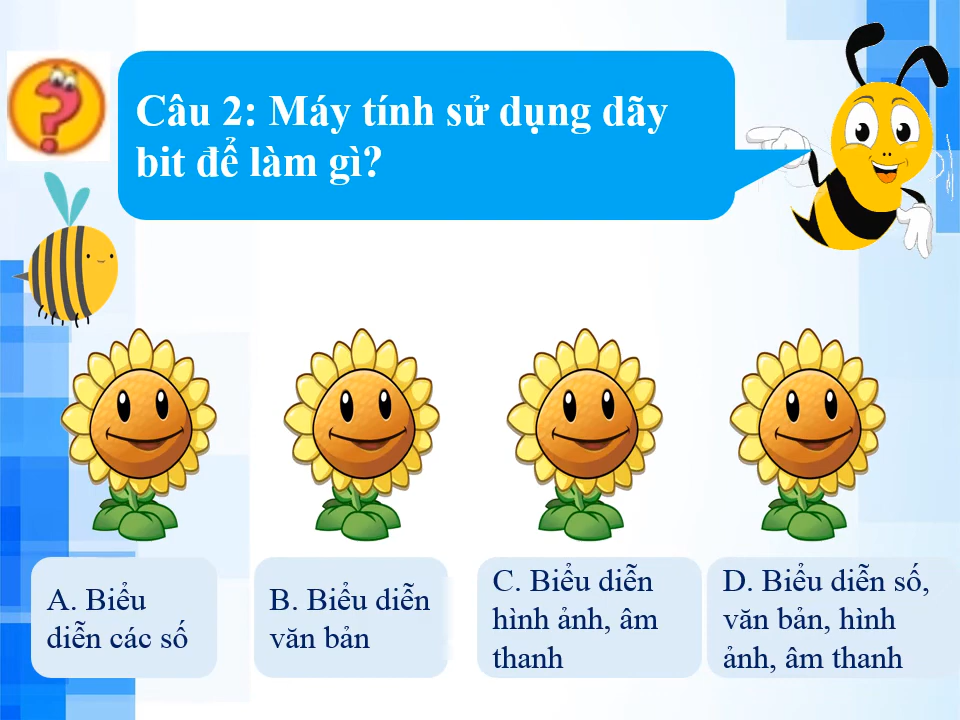 Câu 2: Máy tính sử dụng dãy
bit để làm gì?
A. Biểu
diễn các số
B. Biểu diễn
văn bản
C. Biểu diễn
hình ảnh, âm
thanh
D. Biểu diễn số,
văn bản, hình
ảnh, âm thanh